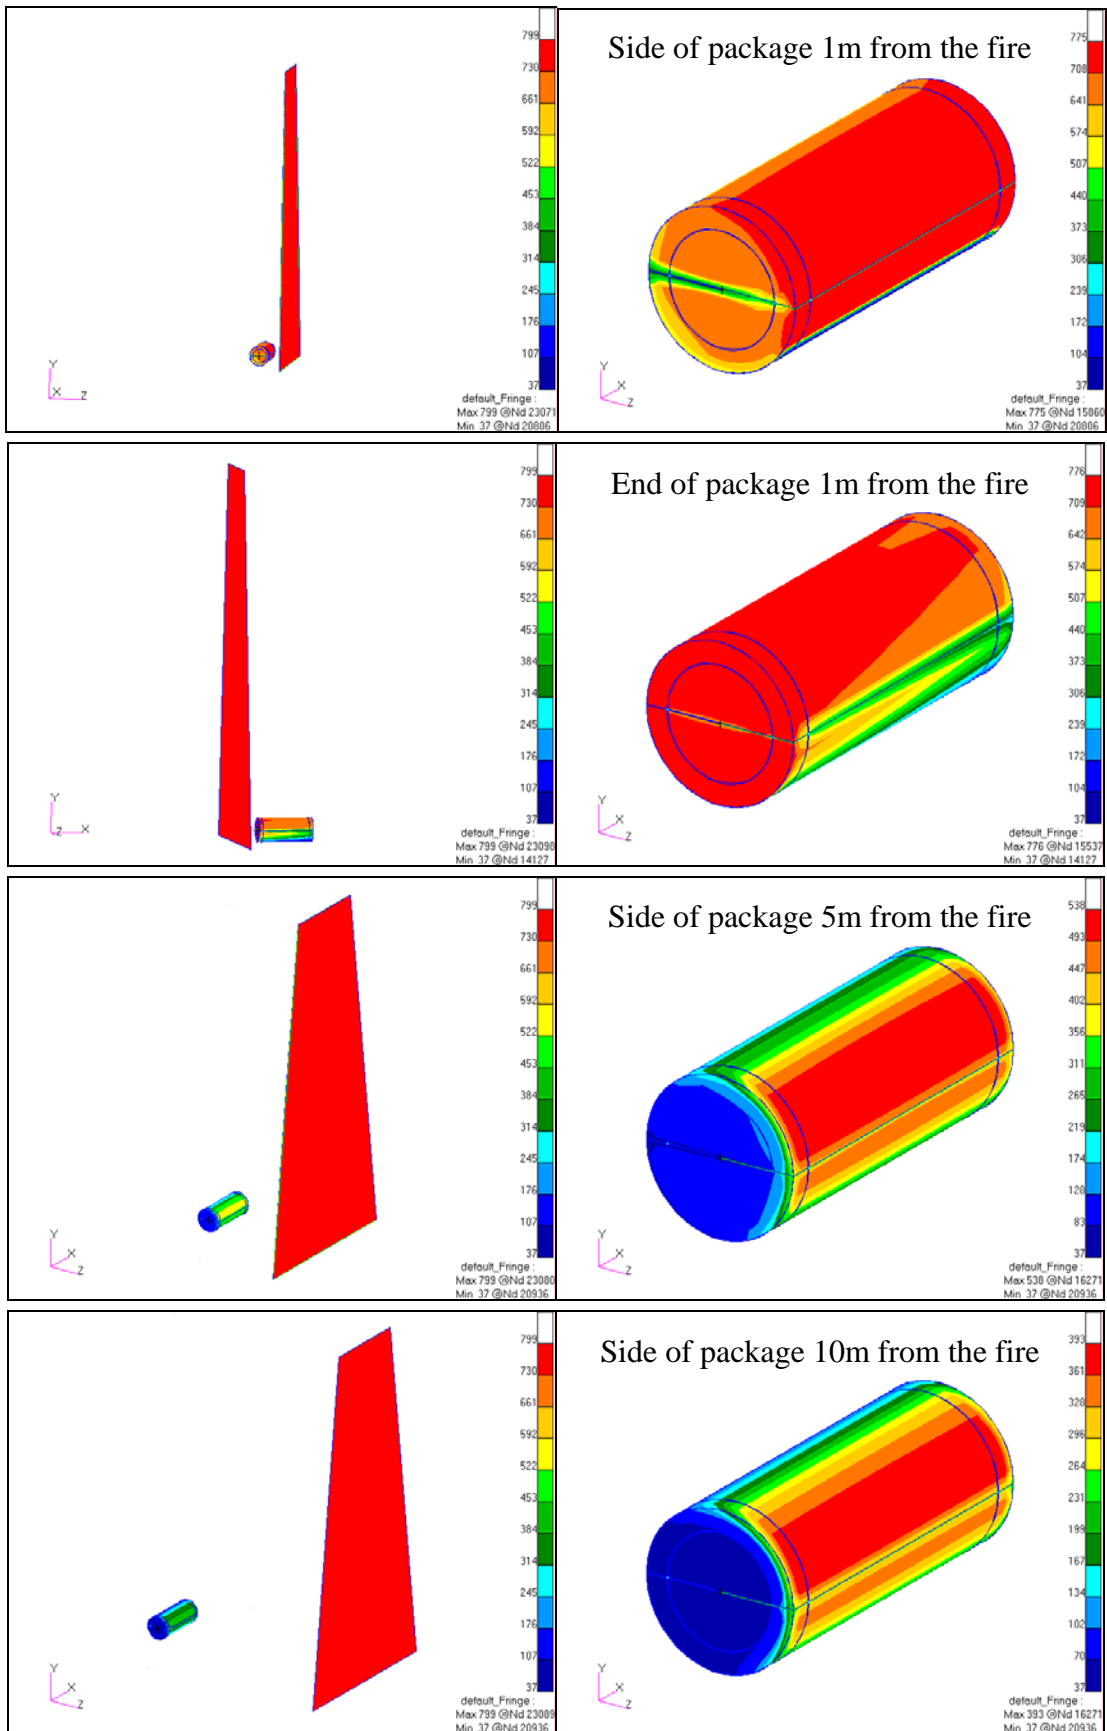 799
730
661
592
522
453
384
314
245
176
107
37
Y
X
Z
default_Fringe :
Max 799 @Nd 23071
Min 37 @Nd 20806
Side of package 1m from the fire
775
708
641
574
507
440
373
306
239
172
104
37
Y
X
Z
default_Fringe :
Max 775 @Nd 15860
Min 37 @Nd 20806
799
730
661
592
522
453
384
314
245
176
107
37
Y
Z
X
default_Fringe :
Max 799 @Nd 23098
Min 37 @Nd 14127
End of package 1m from the fire
776
709
642
574
507
440
373
306
239
172
104
37
Y
X
Z
default_Fringe :
Max 776 @Nd 15537
Min 37 @Nd 14127
799
730
661
592
522
453
384
314
245
176
107
37
Y
X
Z
default_Fringe :
Max 799 @Nd 23080
Min 37 @Nd 20936
Side of package 5m from the fire
538
493
447
402
356
311
265
219
174
128
83
37
Y
X
Z
default_Fringe :
Max 538 @Nd 16271
Min 37 @Nd 20936
799
730
661
592
522
453
384
314
245
176
107
37
Y
X
Z
default_Fringe :
Max 799 @Nd 23089
Min 37 @Nd 20936
Side of package 10m from the fire
393
361
328
296
264
231
199
167
134
102
70
37
Y
X
Z
default_Fringe :
Max 393 @Nd 16271
Min 37 @Nd 20936